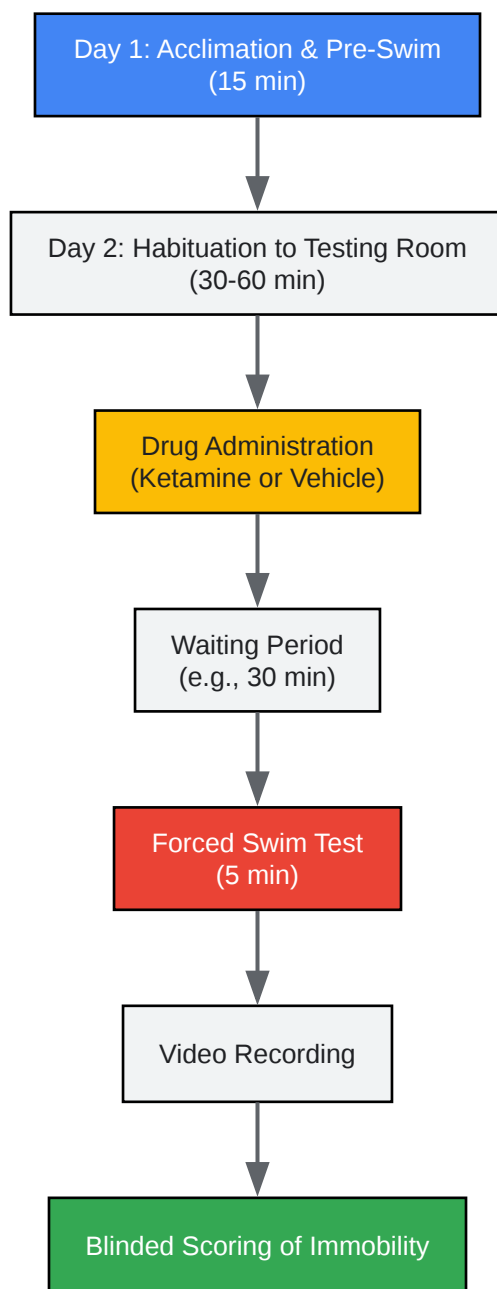 Day 1: Acclimation & Pre-Swim
(15 min)
Day 2: Habituation to Testing Room
(30-60 min)
Drug Administration
(Ketamine or Vehicle)
Waiting Period
(e.g., 30 min)
Forced Swim Test
(5 min)
Video Recording
Blinded Scoring of Immobility